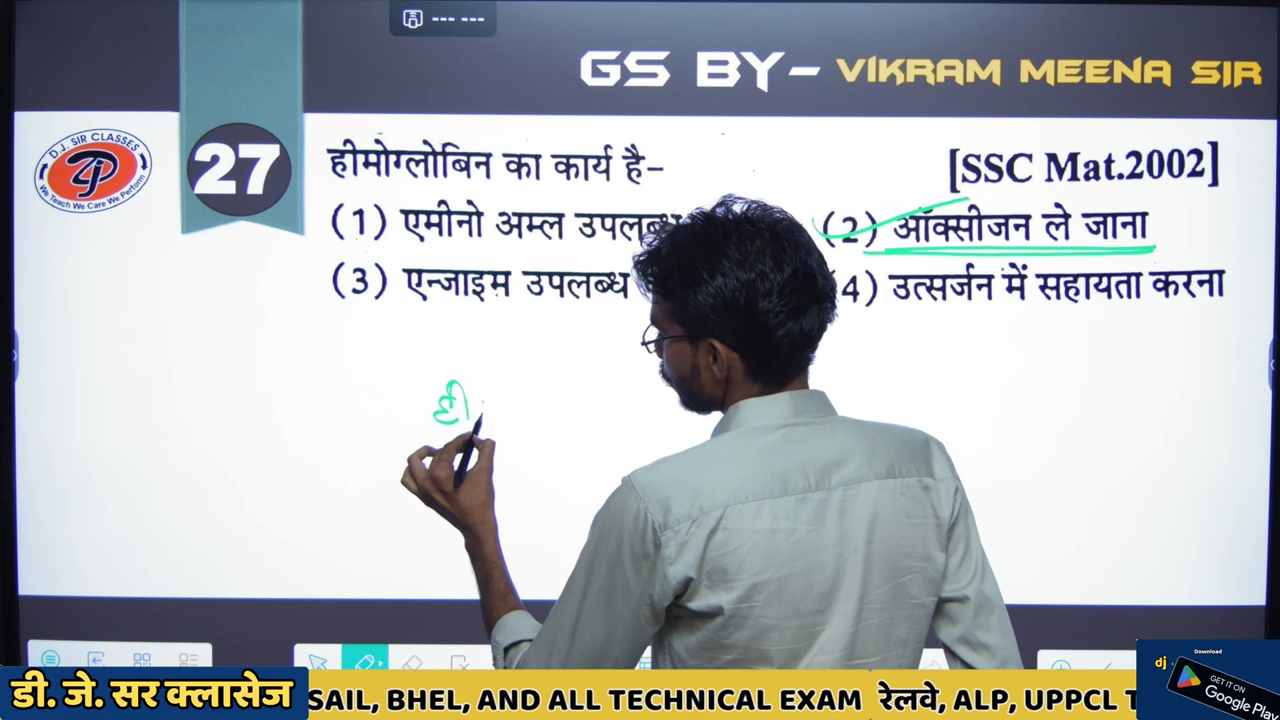 GS BY- VIKRAM MEENA SIR
D.J. SIR CLASSES
We Teach We Care We Perform
27
हीमोग्लोबिन का कार्य है-
[SSC Mat.2002]
(1) एमीनो अम्ल
(2) ऑक्सीजन ले जाना
(3) एन्जाइम उपलब्ध
4) उत्सर्जन में सहायता करना
ही
डी. जे. सर क्लासेज
SAIL, BHEL, AND ALL TECHNICAL EXAM रेलवे, ALP, UPPCL T
Download
dj
GET IT ON
Google Play